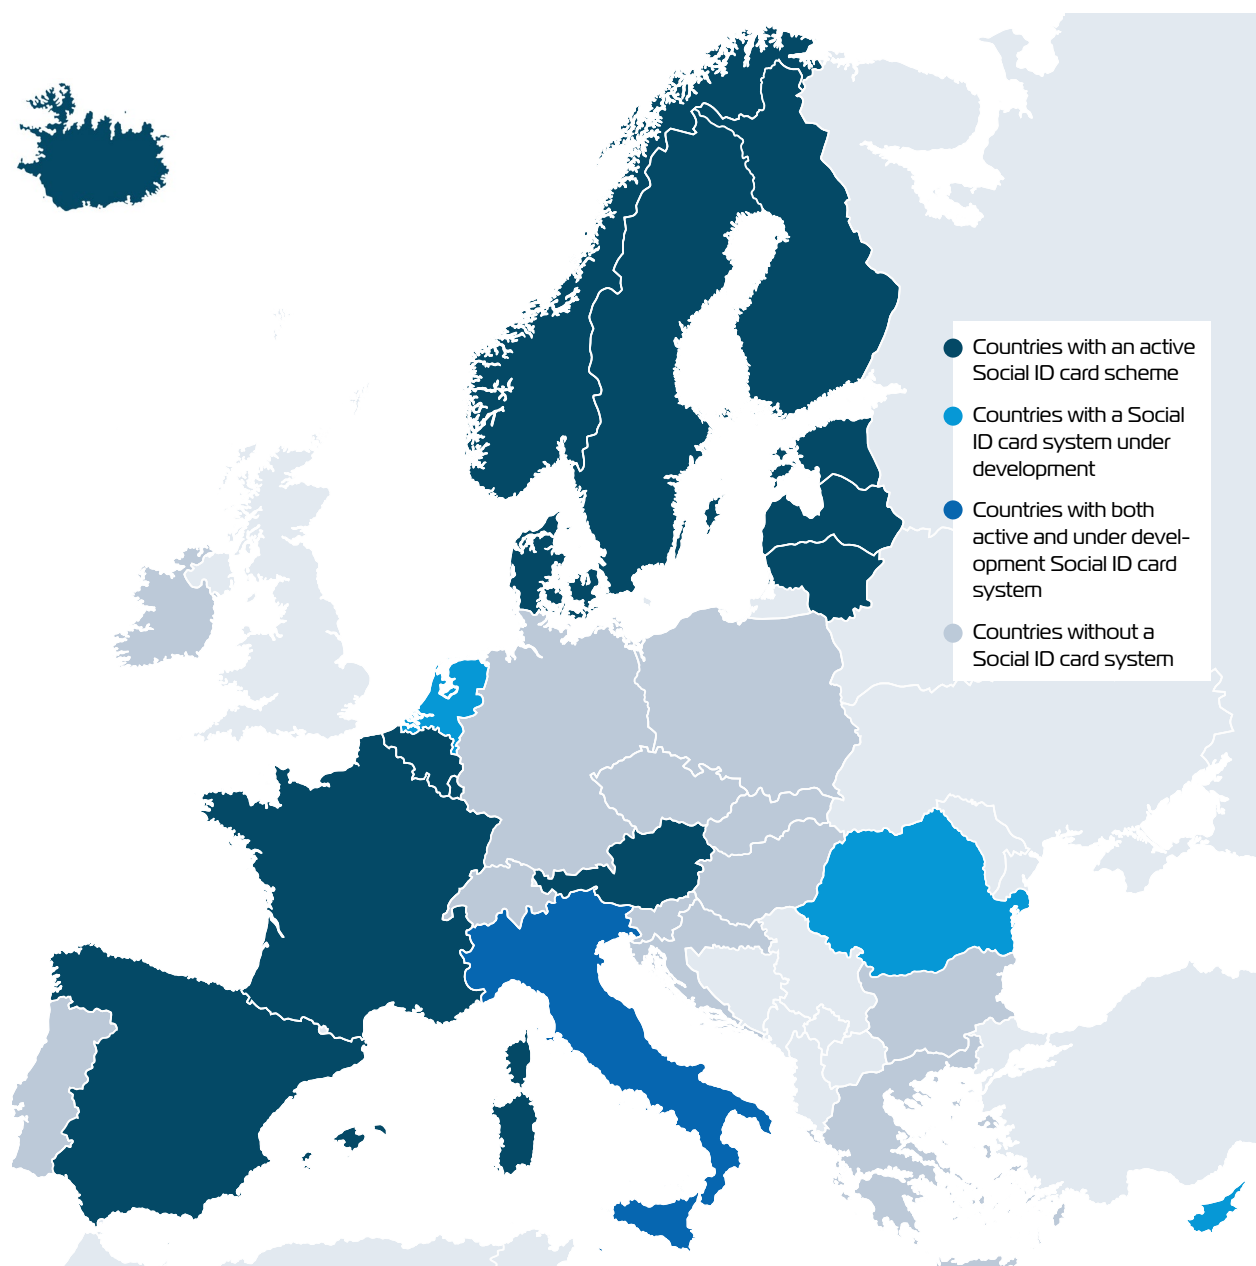 Countries with an active
Social ID card scheme
Countries with a Social
ID card system under
development
Countries with both
active and under devel-
opment Social ID card
system
Countries without a
Social ID card system